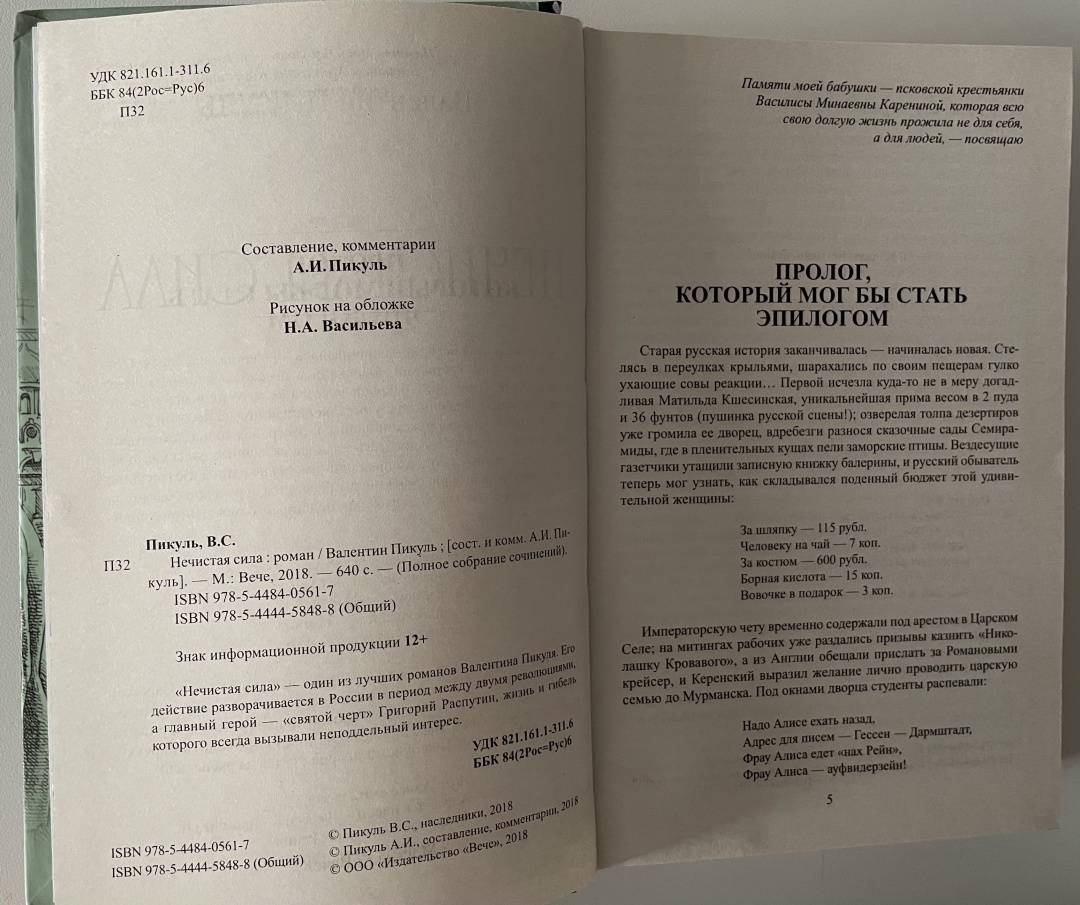 УДК 821.161.1-311.6
ББК 84(2Рос=Рус)6
П32
Составление, комментарии
А.И. Пикуль
Рисунок на обложке
Н.А. Васильева
Пикуль, В.С.
П32
Нечистая сила : роман / Валентин Пикуль ; [сост. и комм. А.И. Пи-
куль]. — М.: Вече, 2018. — 640 с. — (Полное собрание сочинений).
ISBN 978-5-4484-0561-7
ISBN 978-5-4444-5848-8 (Общий)
Знак информационной продукции 12+
«Нечистая сила» — один из лучших романов Валентина Пикуля. Его
действие разворачивается в России в период между двумя революциями,
а главный герой — «святой черт» Григорий Распутин, жизнь и гибель
которого всегда вызывали неподдельный интерес.
УДК 821.161.1-311.6
ББК 84(2Рос=Рус)6
ISBN 978-5-4484-0561-7
ISBN 978-5-4444-5848-8 (Общий)
© Пикуль В.С., наследники, 2018
© Пикуль А.И., составление, комментарии, 2018
© ООО «Издательство «Вече», 2018
Памяти моей бабушки — псковской крестьянки
Василисы Минаевны Карениной, которая всю
свою долгую жизнь прожила не для себя,
а для людей, — посвящаю
ПРОЛОГ,
КОТОРЫЙ МОГ БЫ СТАТЬ
ЭПИЛОГОМ
Старая русская история заканчивалась — начиналась новая. Сте-
лясь в переулках крыльями, шарахались по своим пещерам гулко
ухающие совы реакции… Первой исчезла куда-то не в меру догад-
ливая Матильда Кшесинская, уникальнейшая прима весом в 2 пуда
и 36 фунтов (пушинка русской сцены!); озверелая толпа дезертиров
уже громила ее дворец, вдребезги разнося сказочные сады Семира-
миды, где в пленительных кущах пели заморские птицы. Вездесущие
газетчики утащили записную книжку балерины, и русский обыватель
теперь мог узнать, как складывался поденный бюджет этой удиви-
тельной женщины:
За шляпку — 115 рубл.
Человеку на чай — 7 коп.
За костюм — 600 рубл.
Борная кислота — 15 коп.
Вовочке в подарок — 3 коп.
Императорскую чету временно содержали под арестом в Царском
Селе; на митингах рабочих уже раздались призывы казнить «Нико-
лашку Кровавого», а из Англии обещали прислать за Романовыми
крейсер, и Керенский выразил желание лично проводить царскую
семью до Мурманска. Под окнами дворца студенты распевали:
Надо Алисе ехать назад,
Адрес для писем — Гессен — Дармштадт,
Фрау Алиса едет «нах Рейн»,
Фрау Алиса — ауфвидерзейн!
5